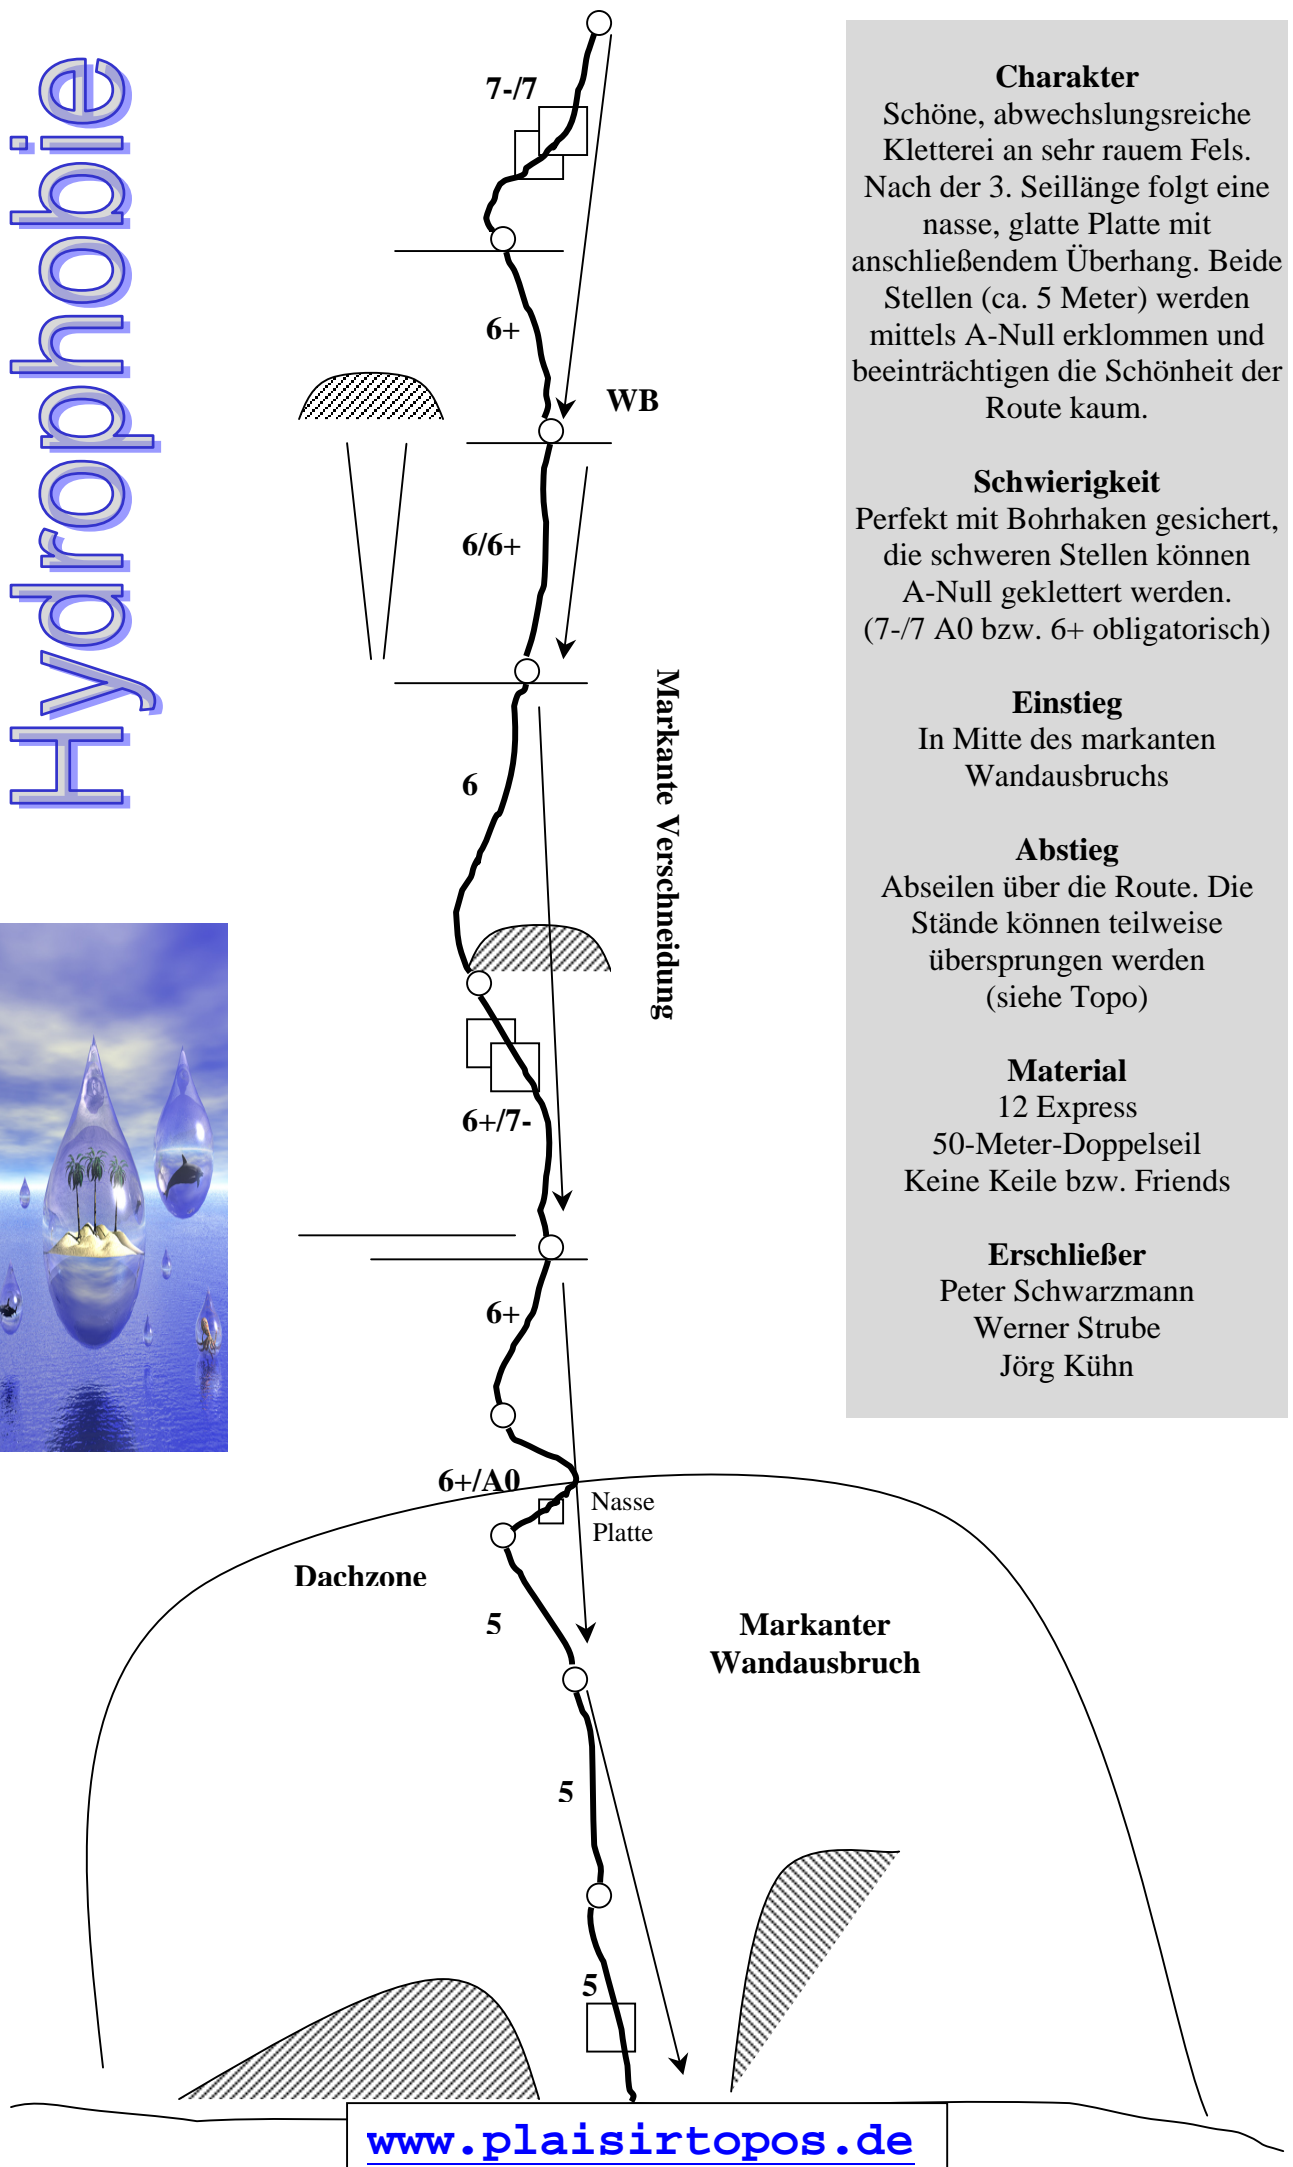 Hydrophobie
7-/7
6+
WB
6/6+
Markante Verschneidung
6
6+/7-
6+
6+/A0
Nasse
Platte
Dachzone
5
Markanter
Wandausbruch
5
5
www.plaisirtopos.de
Charakter
Schöne, abwechslungsreiche
Kletterei an sehr rauem Fels.
Nach der 3. Seillänge folgt eine
nasse, glatte Platte mit
anschließendem Überhang. Beide
Stellen (ca. 5 Meter) werden
mittels A-Null erklommen und
beeinträchtigen die Schönheit der
Route kaum.
Schwierigkeit
Perfekt mit Bohrhaken gesichert,
die schweren Stellen können
A-Null geklettert werden.
(7-/7 A0 bzw. 6+ obligatorisch)
Einstieg
In Mitte des markanten
Wandausbruchs
Abstieg
Abseilen über die Route. Die
Stände können teilweise
übersprungen werden
(siehe Topo)
Material
12 Express
50-Meter-Doppelseil
Keine Keile bzw. Friends
Erschließer
Peter Schwarzmann
Werner Strube
Jörg Kühn